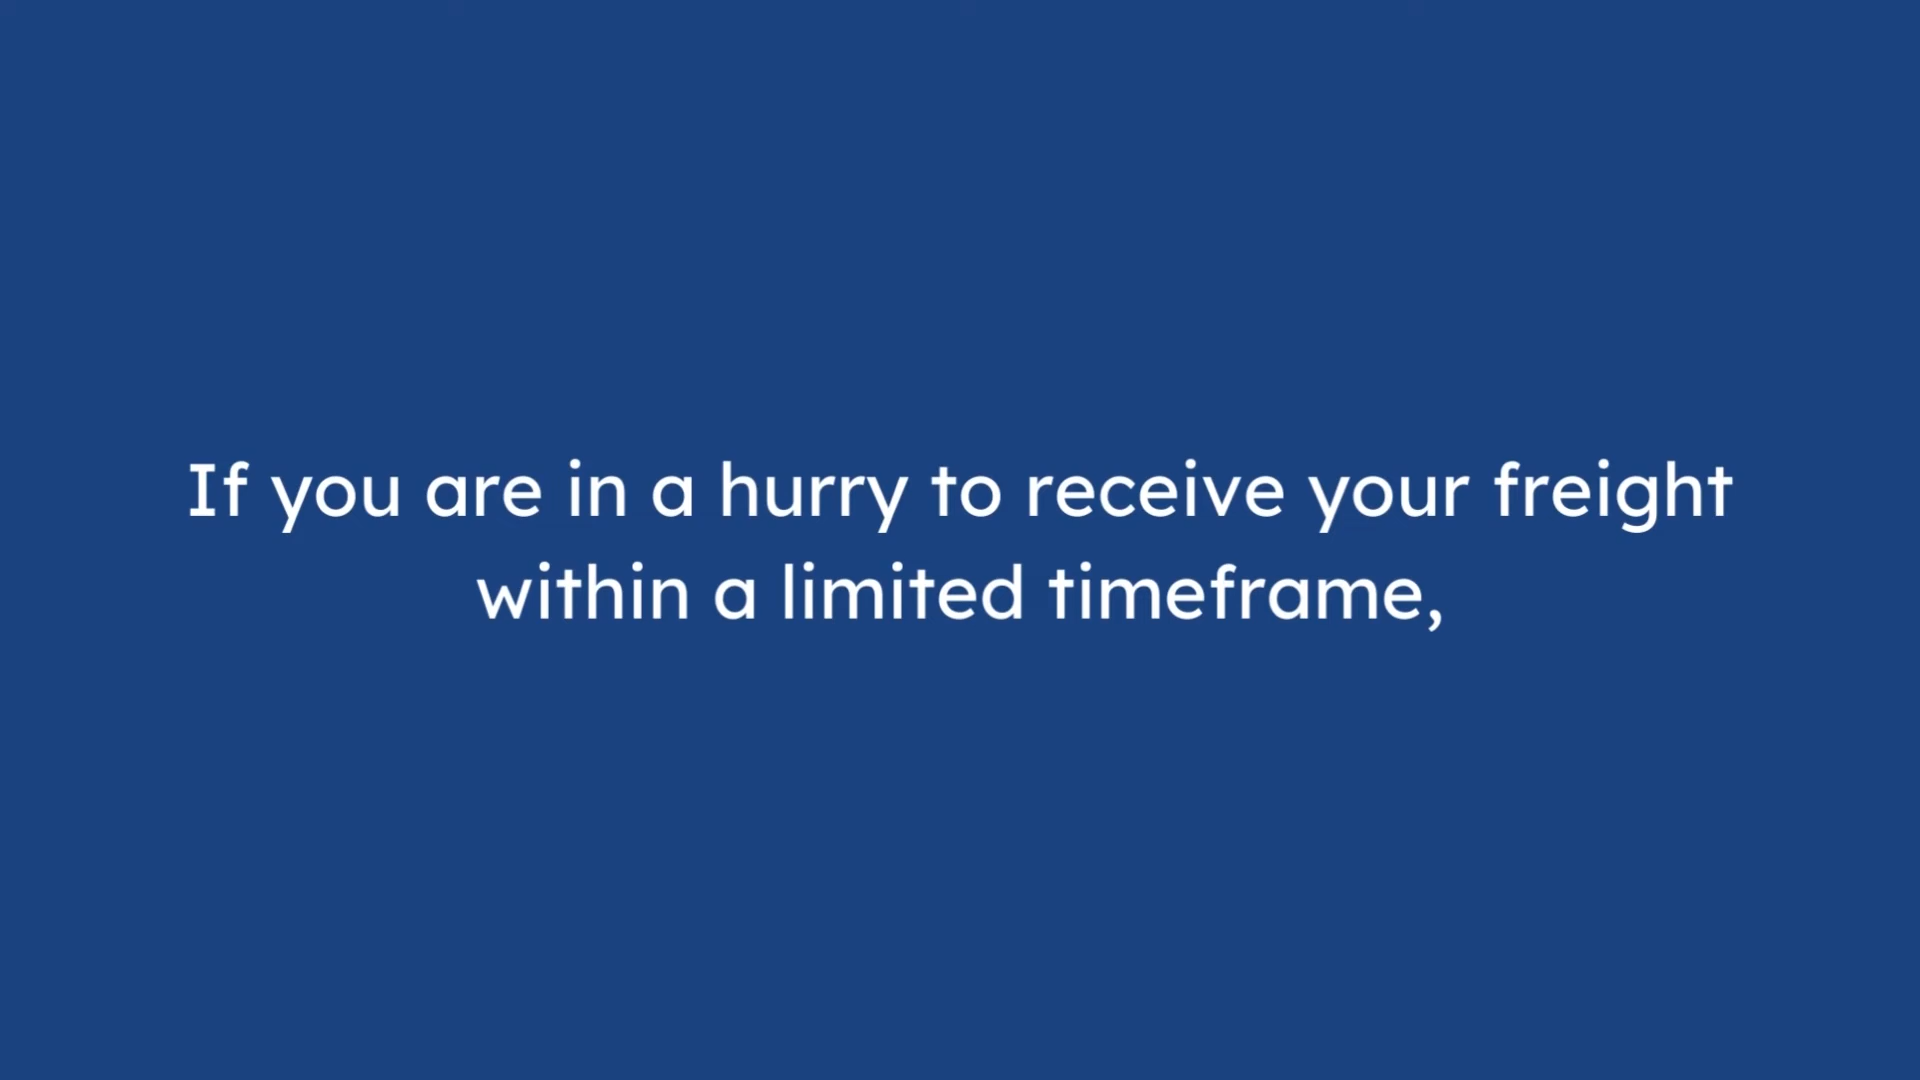 If you are in a hurry to receive your freight
within a limited timeframe,